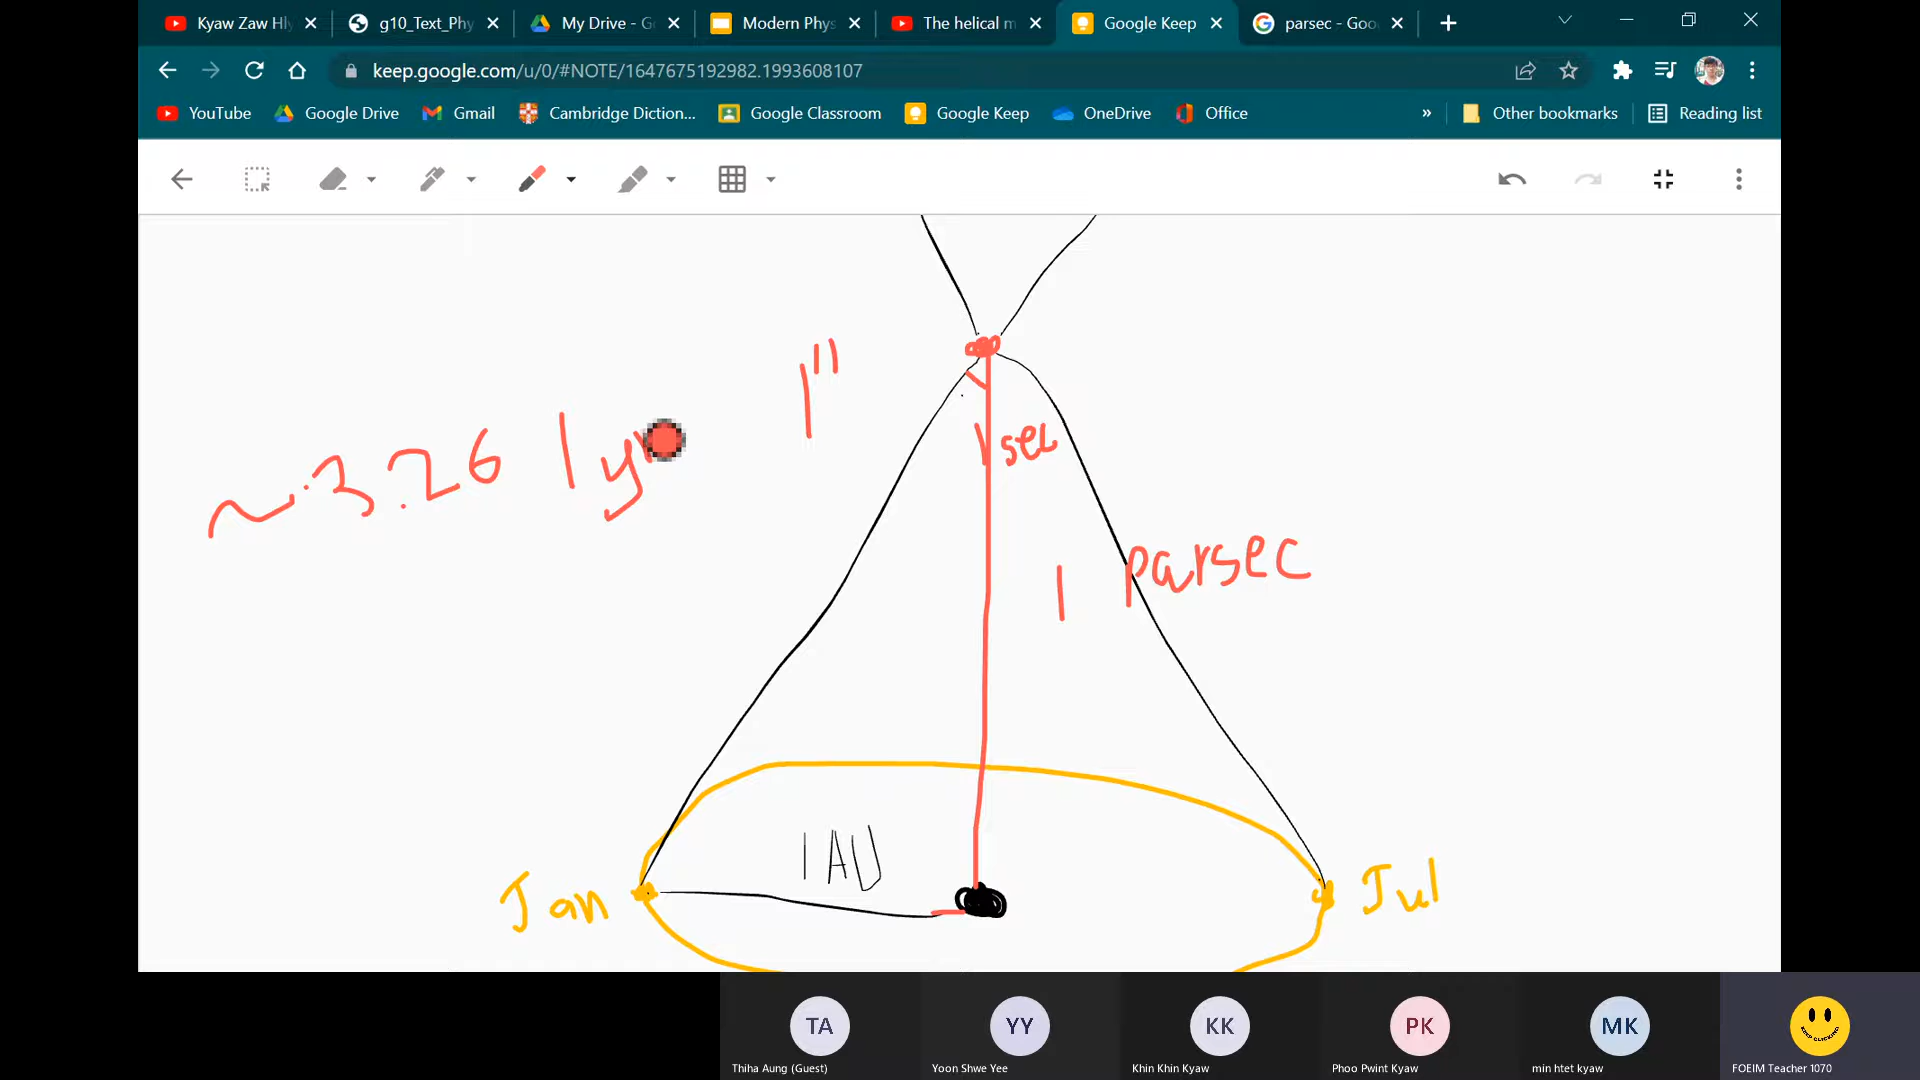 Kyaw Zaw Hl
g10_Text_Phy
My Drive - G
Modern Phys
The helical m
Google Keep
parsec - Goo
keep.google.com/u/0/#NOTE/1647675192982.1993608107
YouTube
Google Drive
Gmail
Cambridge Diction...
Google Classroom
Google Keep
OneDrive
Office
»
Other bookmarks
Reading list
1"
~ 3.26 lyr
1 sec
1 parsec
1 AU
Jan
Jul
TA
YY
KK
PK
MK
KEEP CLICKING
Thiha Aung (Guest)
Yoon Shwe Yee
Khin Khin Kyaw
Phoo Pwint Kyaw
min htet kyaw
FOEIM Teacher 1070